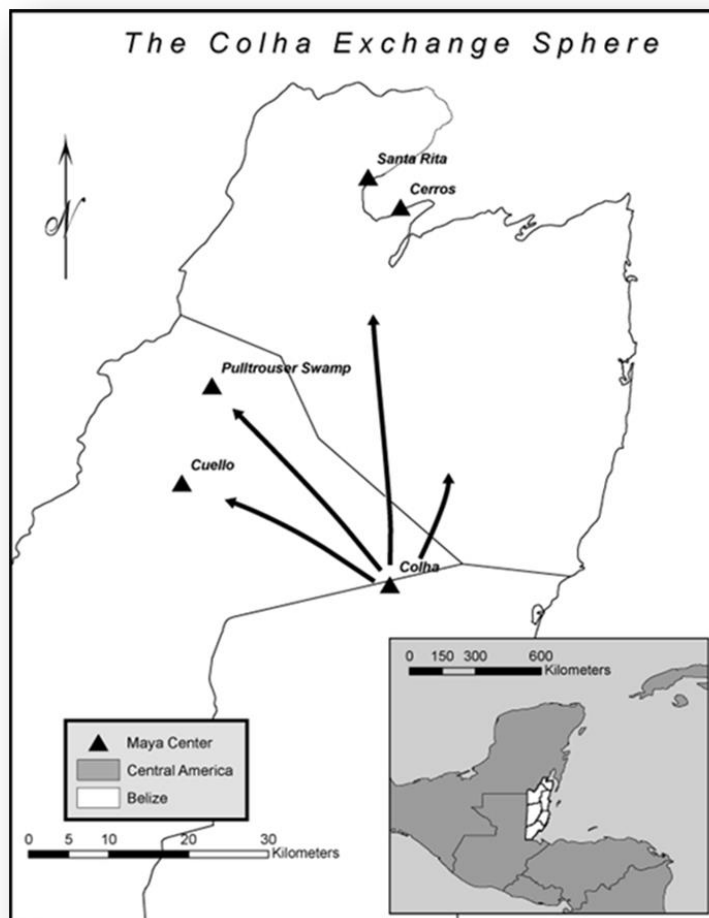 The Colha Exchange Sphere
N
Santa Rita
Cerros
Pulltrouser Swamp
Cuello
Colha
0 150 300 600
Kilometers
Maya Center
Central America
Belize
0 5 10 20 30
Kilometers